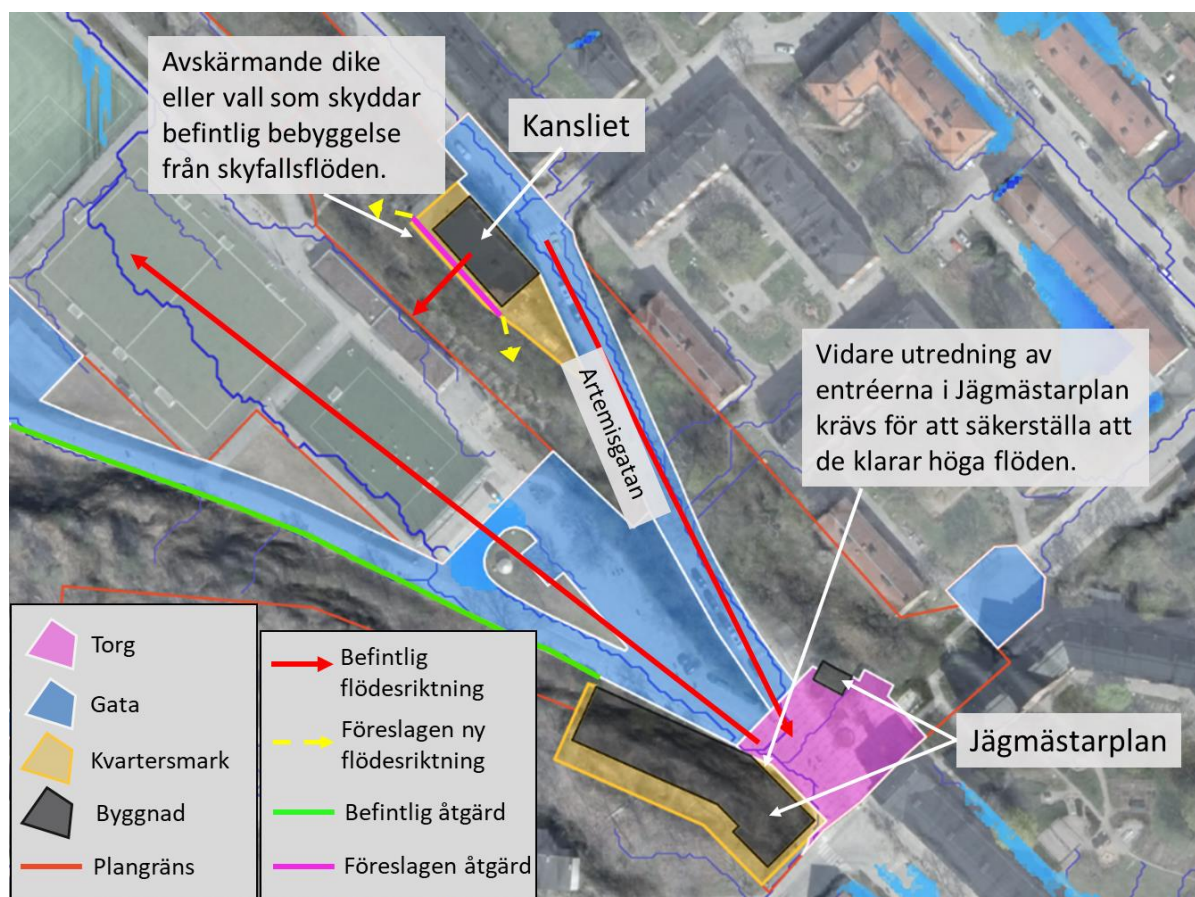 Avskärmande dike
eller vall som skyddar
befintlig bebyggelse
från skyfallsflöden.
Kansliet
Artemisgatan
Vidare utredning av
entréerna i Jägmästarplan
krävs för att säkerställa att
de klarar höga flöden.
Jägmästarplan
Torg
Gata
Kvartersmark
Byggnad
Plangräns
Befintlig
flödesriktning
Föreslagen ny
flödesriktning
Befintlig åtgärd
Föreslagen åtgärd